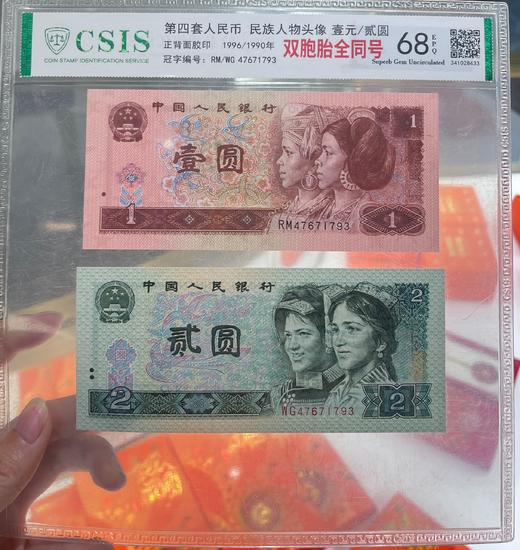 CSIS
COIN STAMP IDENTIFICATION SERVICE
第四套人民币 民族人物头像 壹元/贰圆
正背面胶印 1996/1990年 双胞胎全同号
冠字编号: RM/WG 47671793
68 EPQ
Superb Gem Uncirculated
341028433
中国人民银行
1
壹圆
RM47671793
1
1
中国人民银行
2
贰圆
WG47671793
2
2